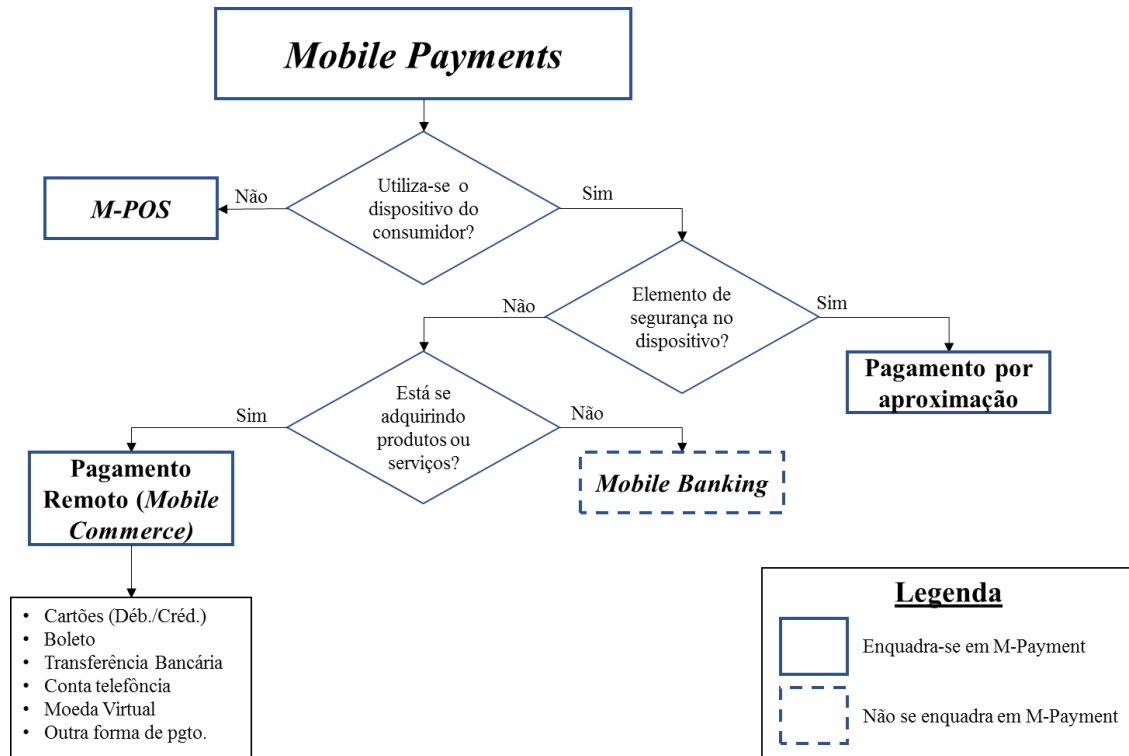 Mobile Payments
Utiliza-se o
dispositivo do
consumidor?
Não
Sim
M-POS
Elemento de
segurança no
dispositivo?
Não
Sim
Pagamento por
aproximação
Está se
adquirindo
produtos ou
serviços?
Sim
Não
Pagamento
Remoto (Mobile
Commerce)
Mobile Banking
• Cartões (Déb./Créd.)
• Boleto
• Transferência Bancária
• Conta telefôncia
• Moeda Virtual
• Outra forma de pgto.
Legenda
Enquadra-se em M-Payment
Não se enquadra em M-Payment